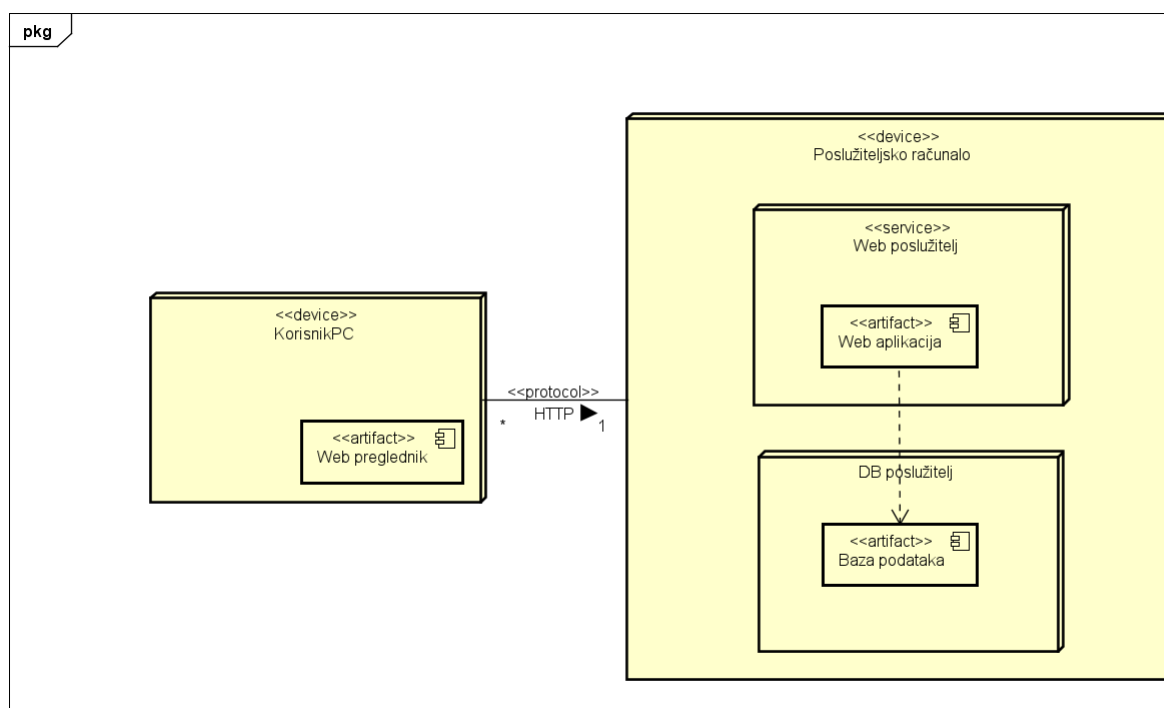 pkg
<<device>>
Poslužiteljsko računalo
<<service>>
Web poslužitelj
<<artifact>>
Web aplikacija
<<device>>
KorisnikPC
<<artifact>>
Web preglednik
<<protocol>>
HTTP
*
1
DB poslužitelj
<<artifact>>
Baza podataka